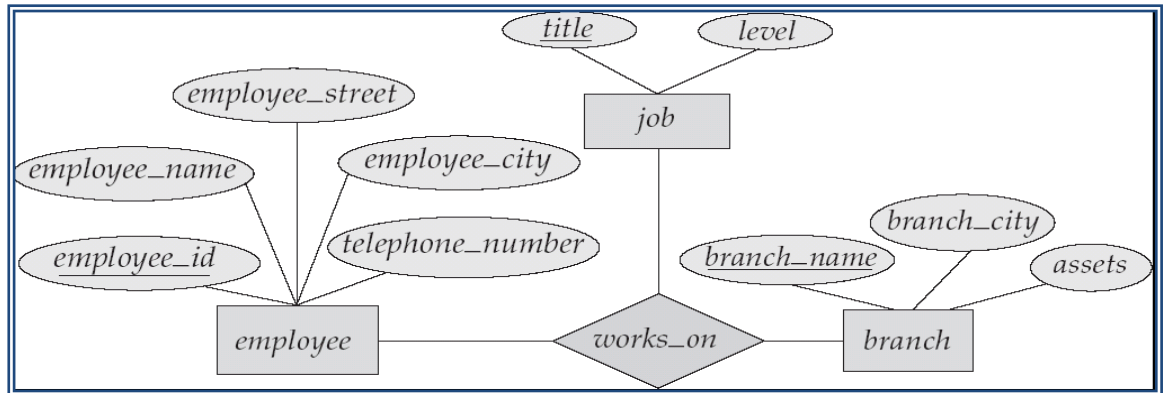 title
level
employee_street
job
employee_name
employee_city
branch_city
employee_id
telephone_number
branch_name
assets
employee
works_on
branch